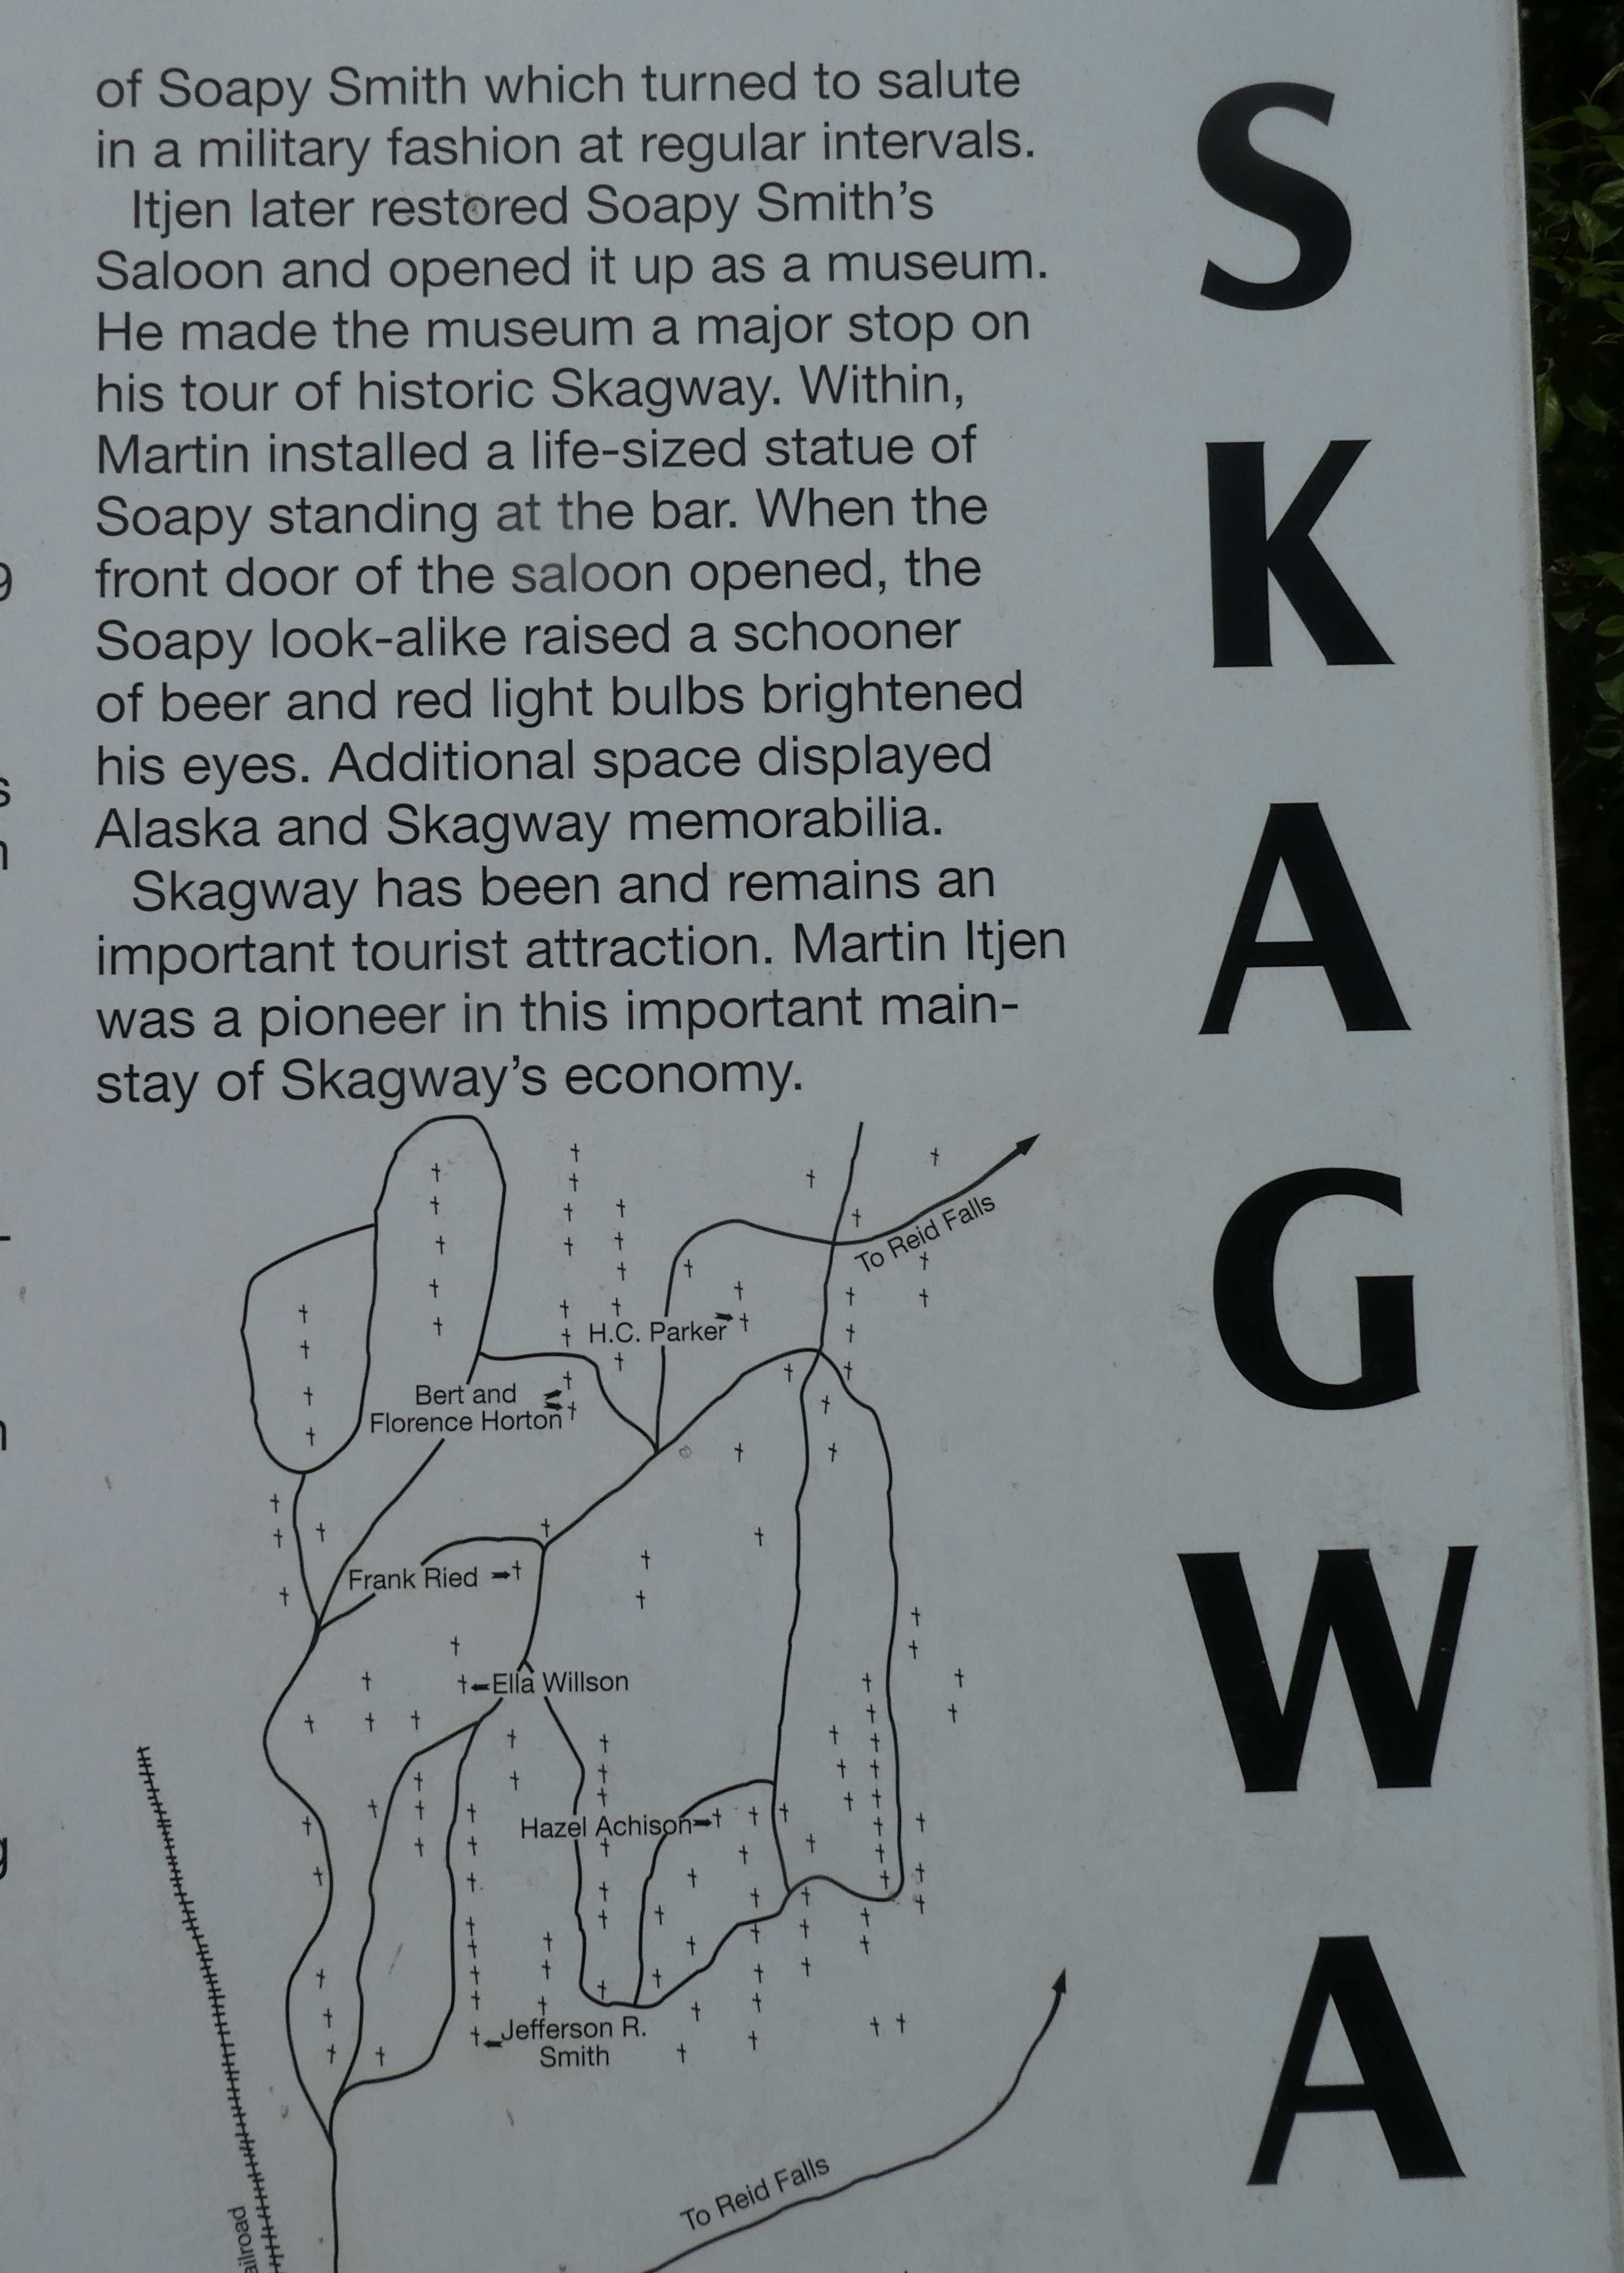 of Soapy Smith which turned to salute
in a military fashion at regular intervals.
Itjen later restored Soapy Smith’s
Saloon and opened it up as a museum.
He made the museum a major stop on
his tour of historic Skagway. Within,
Martin installed a life-sized statue of
Soapy standing at the bar. When the
front door of the saloon opened, the
Soapy look-alike raised a schooner
of beer and red light bulbs brightened
his eyes. Additional space displayed
Alaska and Skagway memorabilia.
Skagway has been and remains an
important tourist attraction. Martin Itjen
was a pioneer in this important main-
stay of Skagway’s economy.
To Reid Falls
H.C. Parker
Bert and
Florence Horton
Frank Ried
Ella Willson
Hazel Achison
Jefferson R.
Smith
To Reid Falls
ailroad
S
K
A
G
W
A